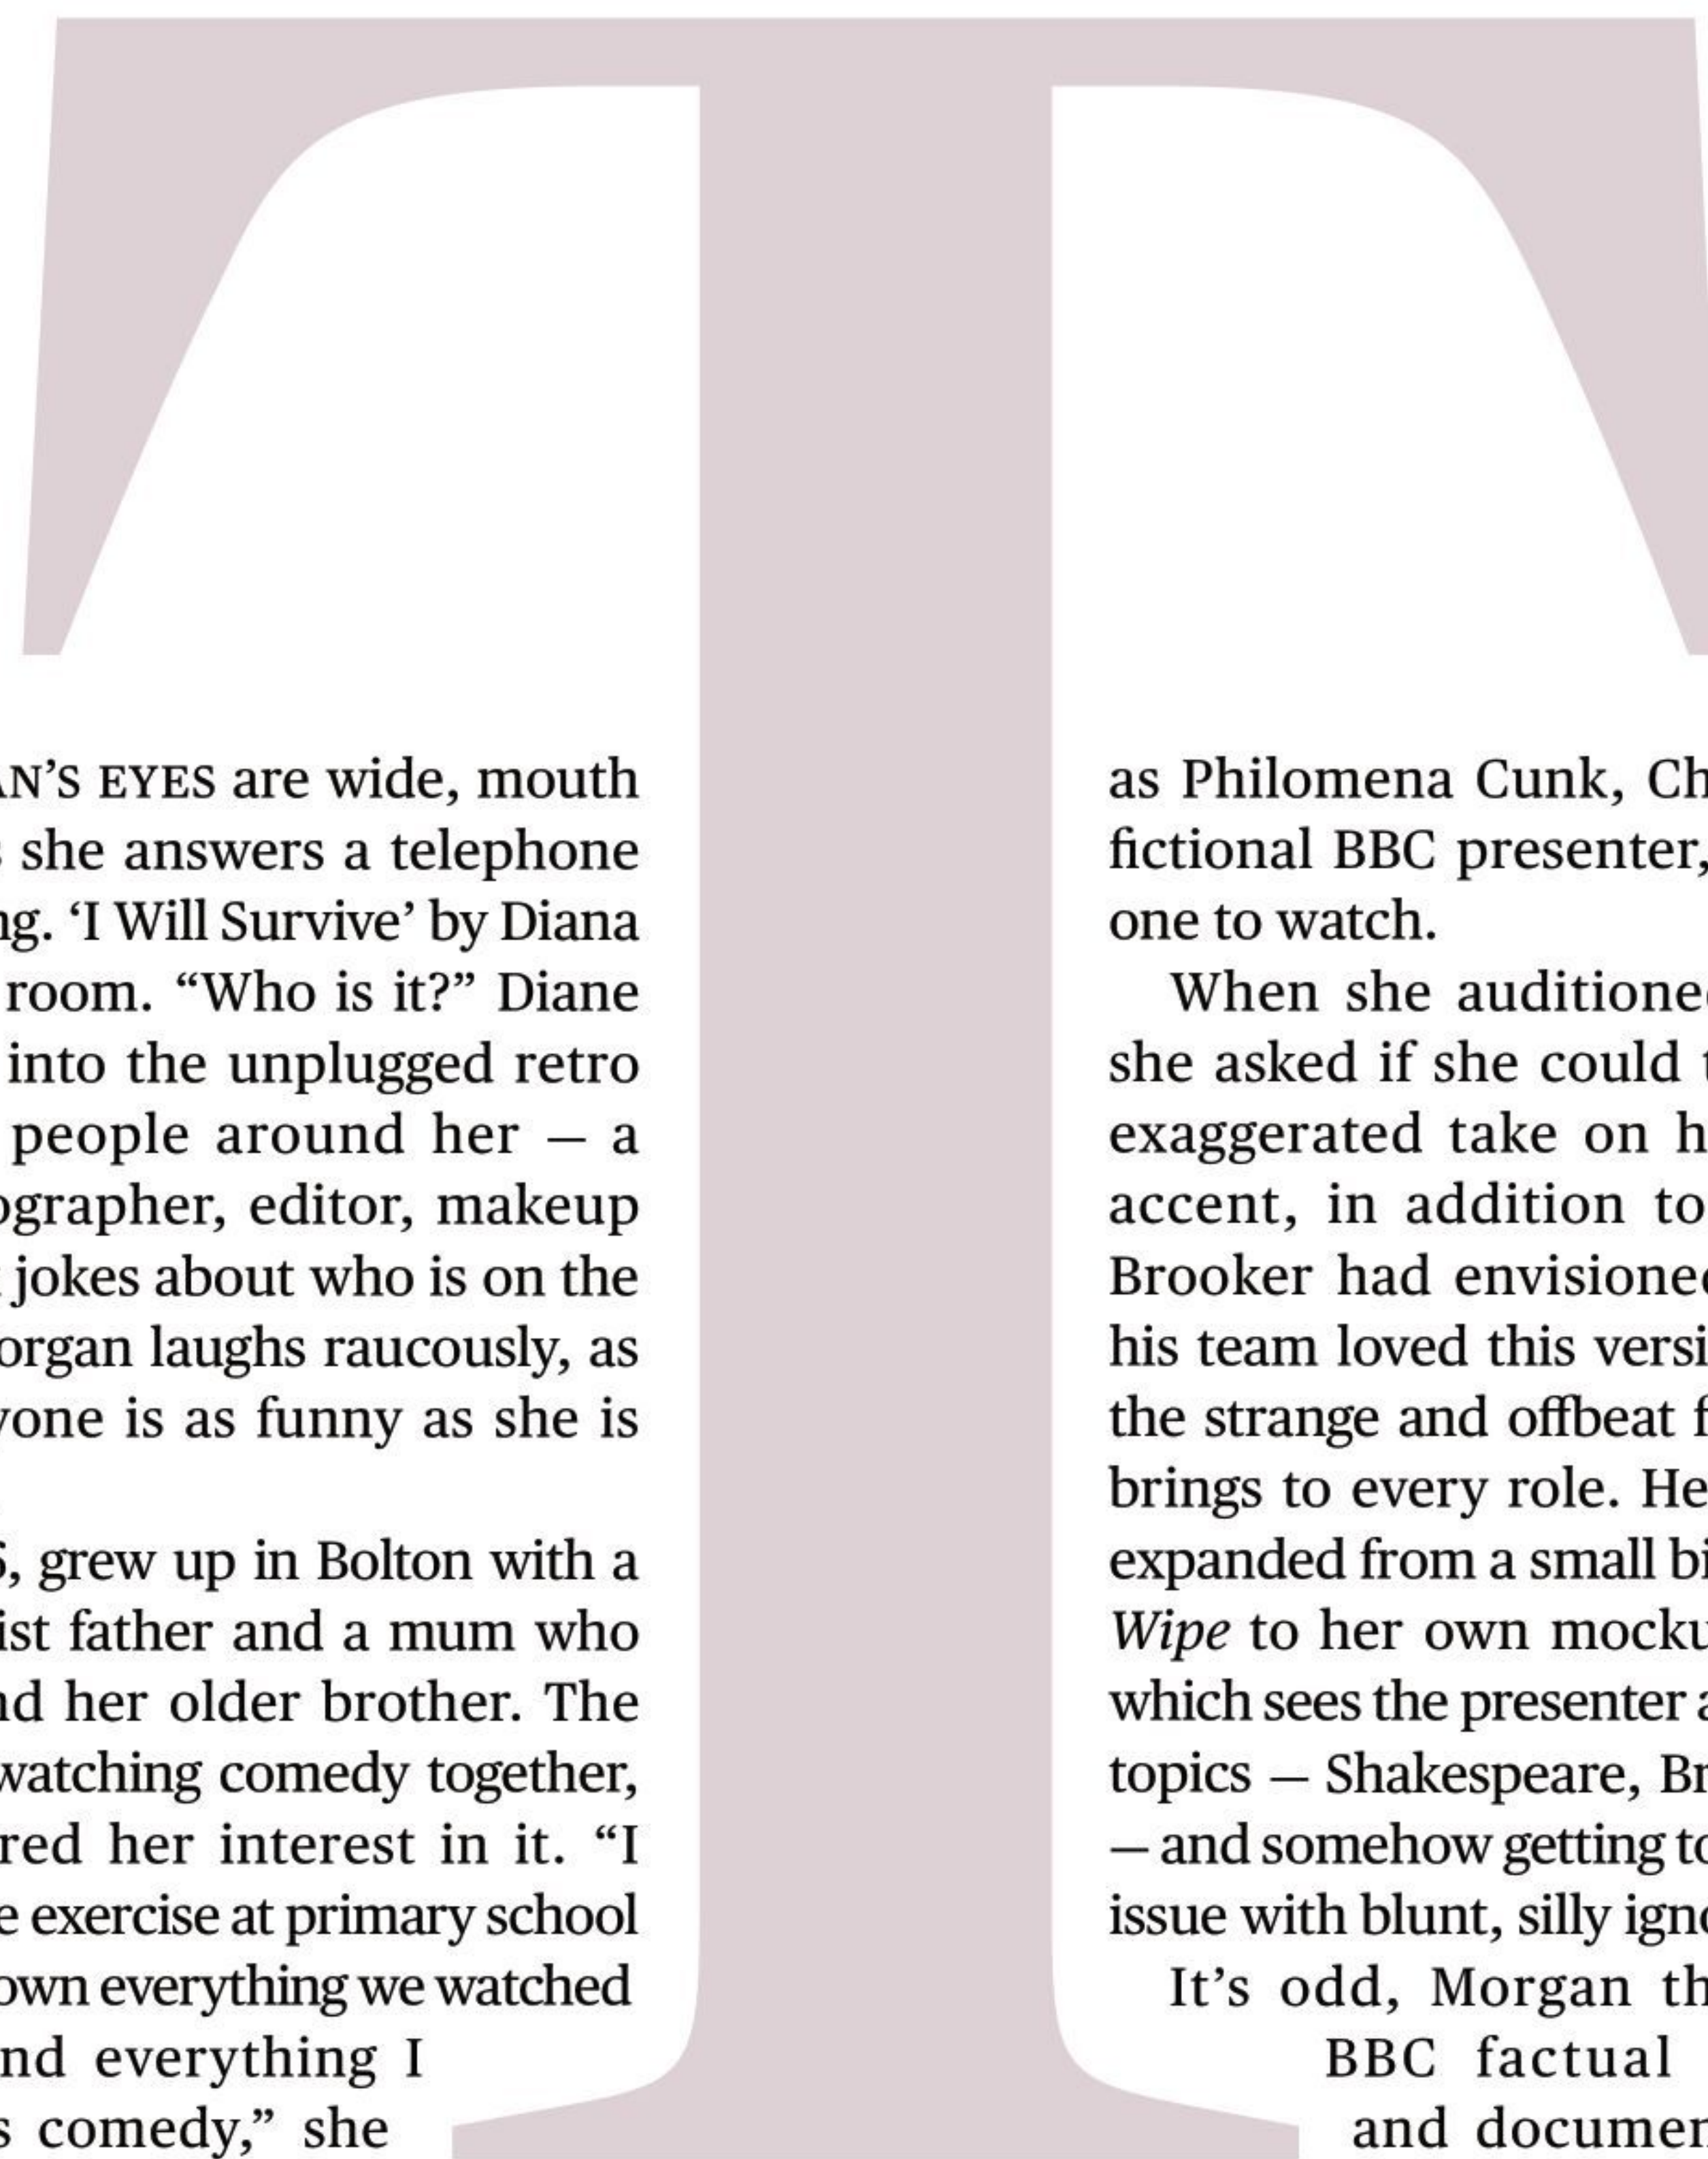 T
AN’S EYES are wide, mouth
she answers a telephone
ng. ‘I Will Survive’ by Diana
room. “Who is it?” Diane
into the unplugged retro
people around her — a
ographer, editor, makeup
jokes about who is on the
organ laughs raucously, as
yone is as funny as she is
5, grew up in Bolton with a
ist father and a mum who
nd her older brother. The
watching comedy together,
red her interest in it. “I
e exercise at primary school
own everything we watched
nd everything I
s comedy,” she
as Philomena Cunk, Ch
fictional BBC presenter,
one to watch.
When she auditioned
she asked if she could t
exaggerated take on h
accent, in addition to
Brooker had envisioned
his team loved this versi
the strange and offbeat f
brings to every role. He
expanded from a small bi
Wipe to her own mocku
which sees the presenter a
topics — Shakespeare, Br
— and somehow getting to
issue with blunt, silly igno
It’s odd, Morgan th
BBC factual
and documen